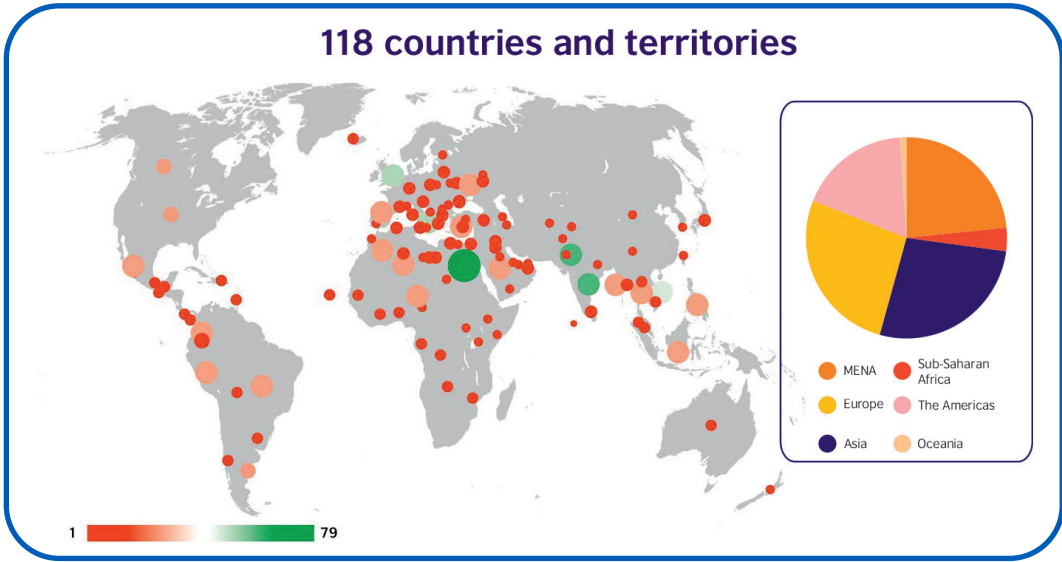 118 countries and territories
MENA
Sub-Saharan
Africa
Europe
The Americas
Asia
Oceania
1
79